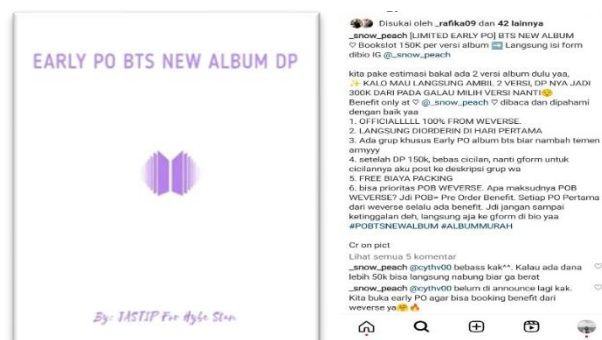 EARLY PO BTS NEW ALBUM DP
By: JASTIP For Hybe Stan
Disukai oleh _rafika09 dan 42 lainnya
_snow_peach [LIMITED EARLY PO] BTS NEW ALBUM
♡ Bookslot 150K per versi album ➡️ Langsung isi form
dibio IG @_snow_peach
kita pake estimasi bakal ada 2 versi album dulu yaa,
✨ KALO MAU LANGSUNG AMBIL 2 VERSI, DP NYA JADI
300K DARI PADA GALAU MILIH VERSI NANTI
Benefit only at ♡ @_snow_peach ♡ dibaca dan dipahami
dengan baik yaa
1. OFFICIALLLLL 100% FROM WEVERSE.
2. LANGSUNG DIORDERIN DI HARI PERTAMA
3. Ada grup khusus Early PO album bts biar nambah temen
armyyy
4. setelah DP 150k, bebas cicilan, nanti gform untuk
cicilannya aku post ke deskripsi grup wa
5. FREE BIAYA PACKING
6. bisa prioritas POB WEVERSE. Apa maksudnya POB
WEVERSE? Jdi POB= Pre Order Benefit. Setiap PO Pertama
dari weverse selalu ada benefit. Jdi jangan sampai
ketinggalan deh, langsung aja ke gform di bio yaa
#POBTSNEWALBUM #ALBUMMURAH
Cr on pict
Lihat semua 5 komentar
_snow_peach @cythv00 bebass kak^^. Kalau ada dana
lebih 50k bisa langsung nabung biar ga berat
_snow_peach @cythv00 belum di announce lagi kak.
Kita buka early PO agar bisa booking benefit dari
weverse ya🤗🔥